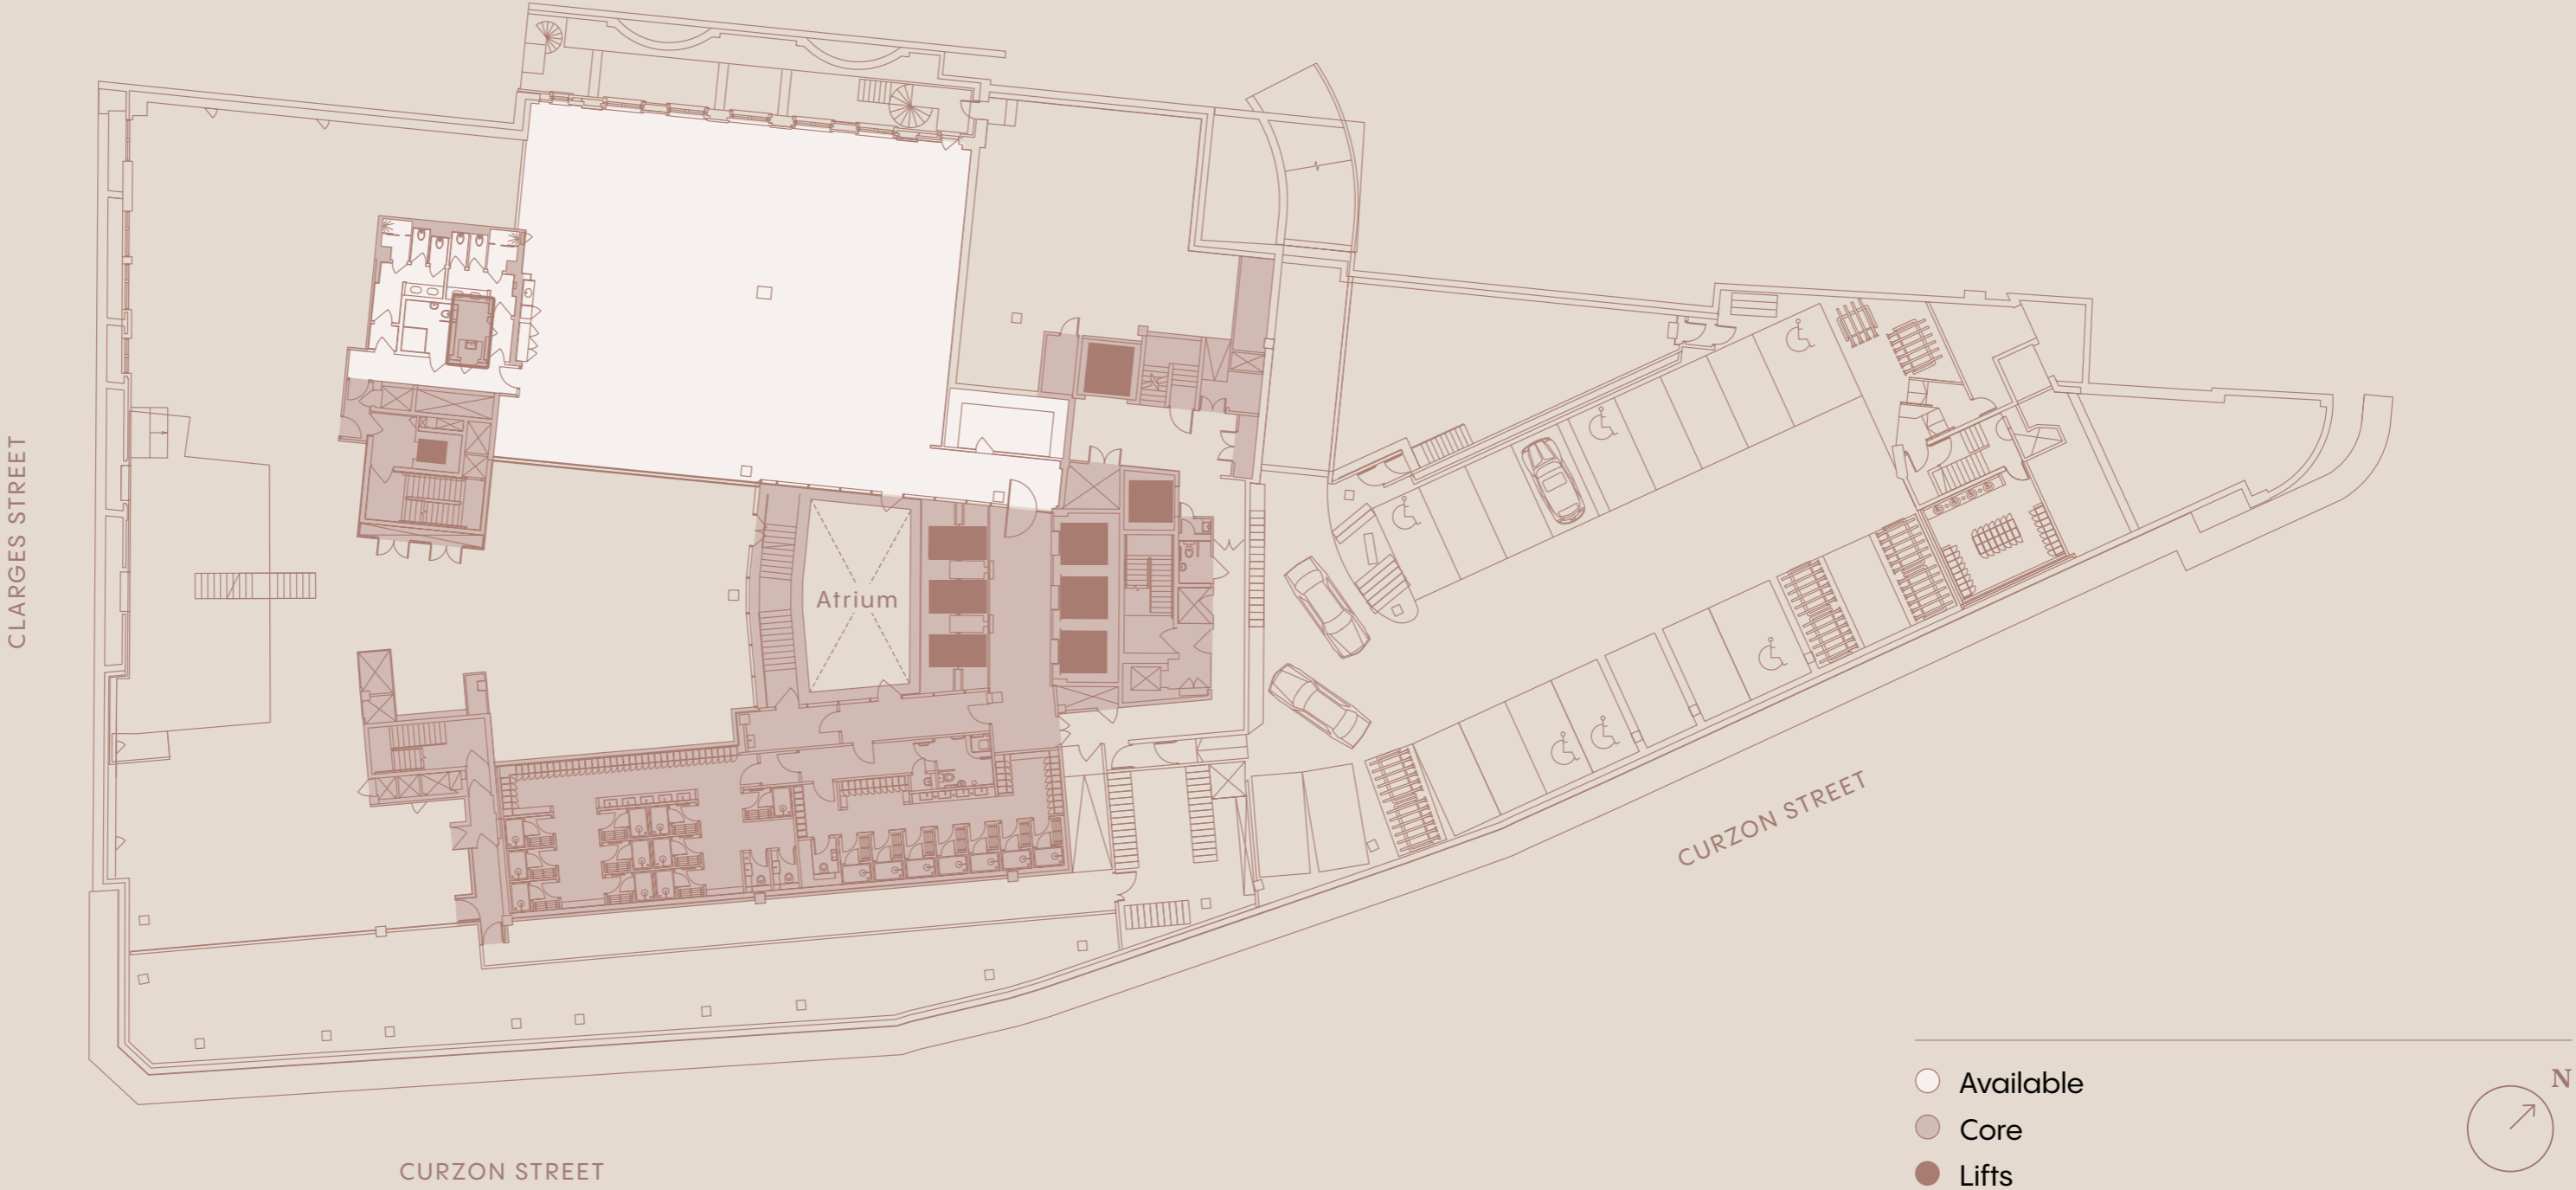 CLARGES STREET
Atrium
CURZON STREET
CURZON STREET
Available
Core
Lifts
N